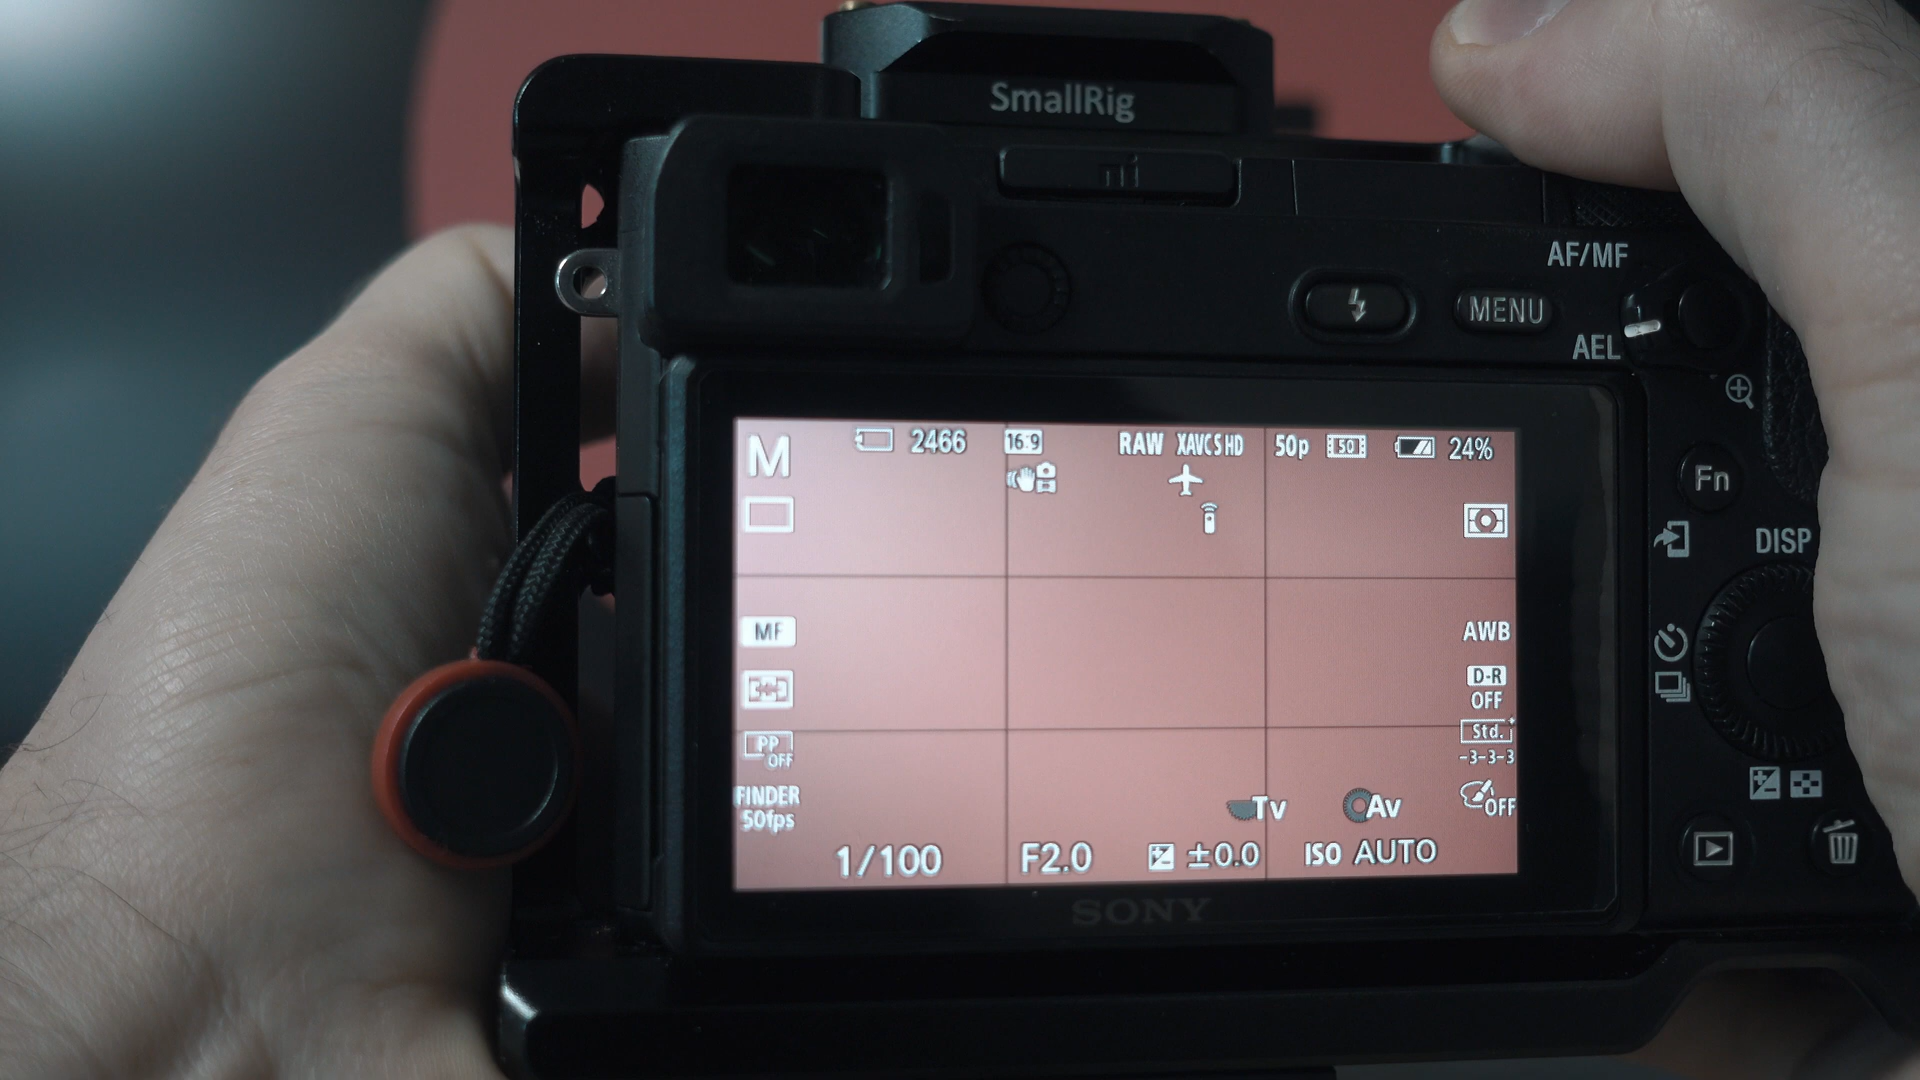 SmallRig
AF/MF
MENU
AEL
M 2466 16:9 RAW XAVC S HD 50p 50 24%
Fn
DISP
MF
AWB
D-R
OFF
PP OFF
Std.+
-3-3-3
FINDER
50fps
Tv Av OFF
1/100 F2.0 ±0.0 ISO AUTO
SONY